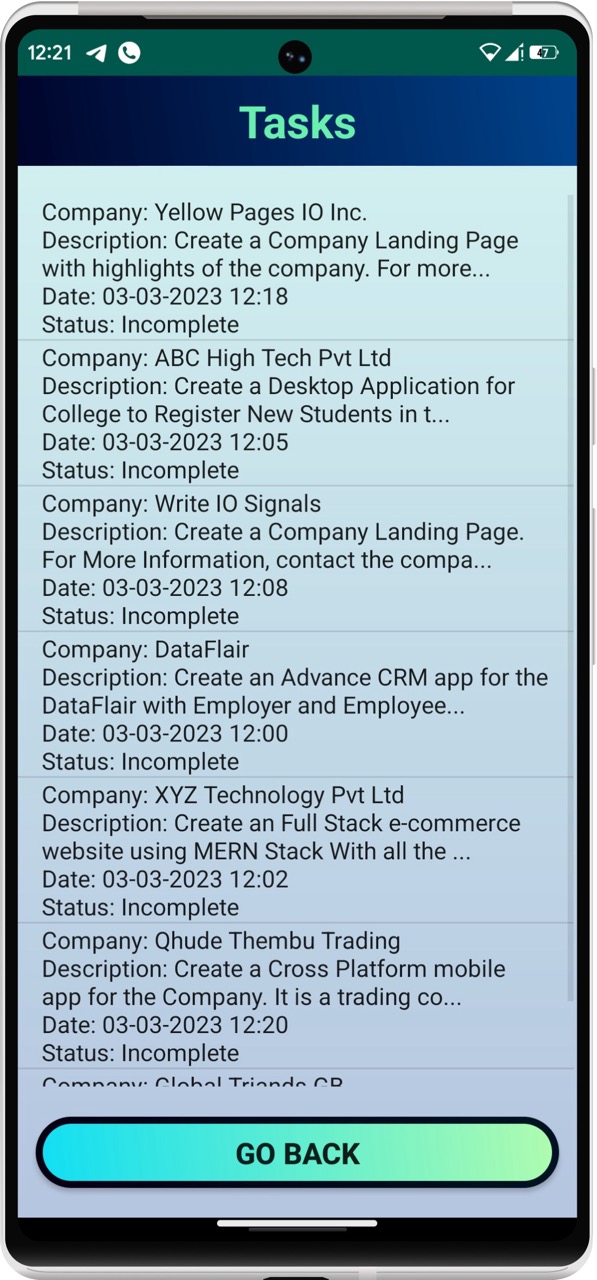 12:21
47
Tasks
Company: Yellow Pages IO Inc.
Description: Create a Company Landing Page
with highlights of the company. For more...
Date: 03-03-2023 12:18
Status: Incomplete
Company: ABC High Tech Pvt Ltd
Description: Create a Desktop Application for
College to Register New Students in t...
Date: 03-03-2023 12:05
Status: Incomplete
Company: Write IO Signals
Description: Create a Company Landing Page.
For More Information, contact the compa...
Date: 03-03-2023 12:08
Status: Incomplete
Company: DataFlair
Description: Create an Advance CRM app for the
DataFlair with Employer and Employee...
Date: 03-03-2023 12:00
Status: Incomplete
Company: XYZ Technology Pvt Ltd
Description: Create an Full Stack e-commerce
website using MERN Stack With all the ...
Date: 03-03-2023 12:02
Status: Incomplete
Company: Qhude Thembu Trading
Description: Create a Cross Platform mobile
app for the Company. It is a trading co...
Date: 03-03-2023 12:20
Status: Incomplete
Company: Global Triands GB
GO BACK